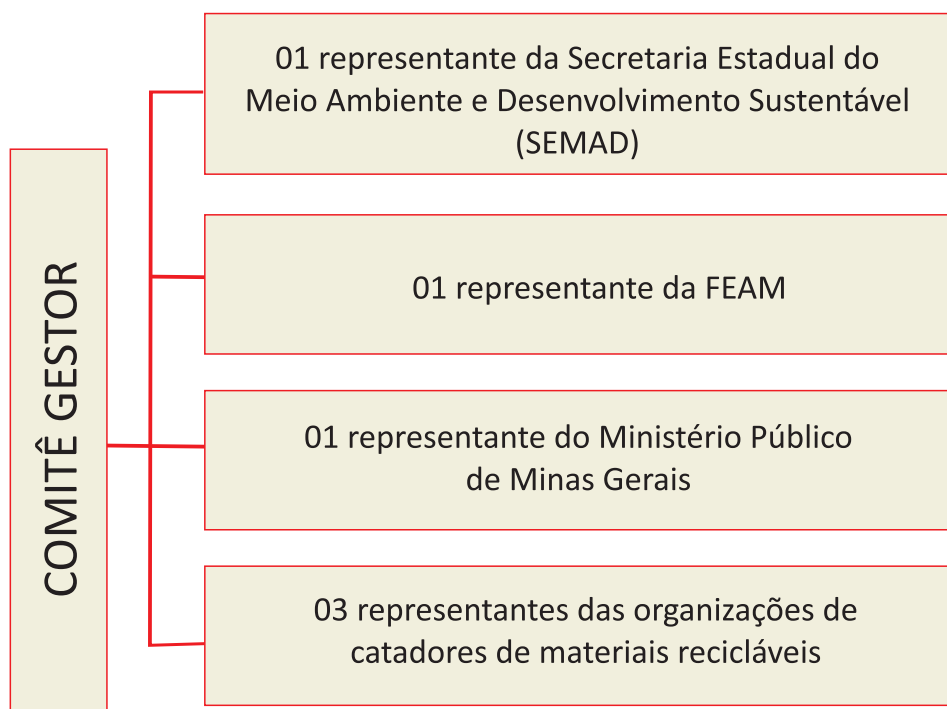 COMITÊ GESTOR
01 representante da Secretaria Estadual do
Meio Ambiente e Desenvolvimento Sustentável
(SEMAD)
01 representante da FEAM
01 representante do Ministério Público
de Minas Gerais
03 representantes das organizações de
catadores de materiais recicláveis